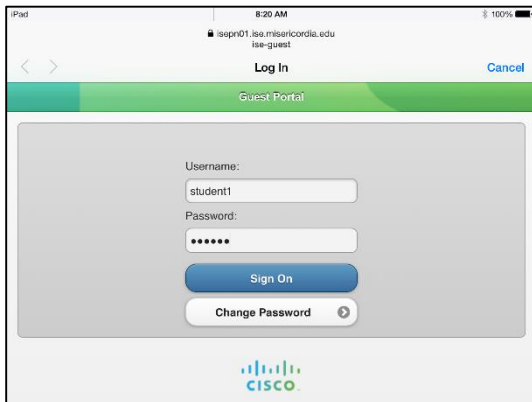 iPad 8:20 AM 100%
isepn01.ise.misericordia.edu
ise-guest
Log In Cancel
Guest Portal
Username:
student1
Password:
••••••
Sign On
Change Password
CISCO